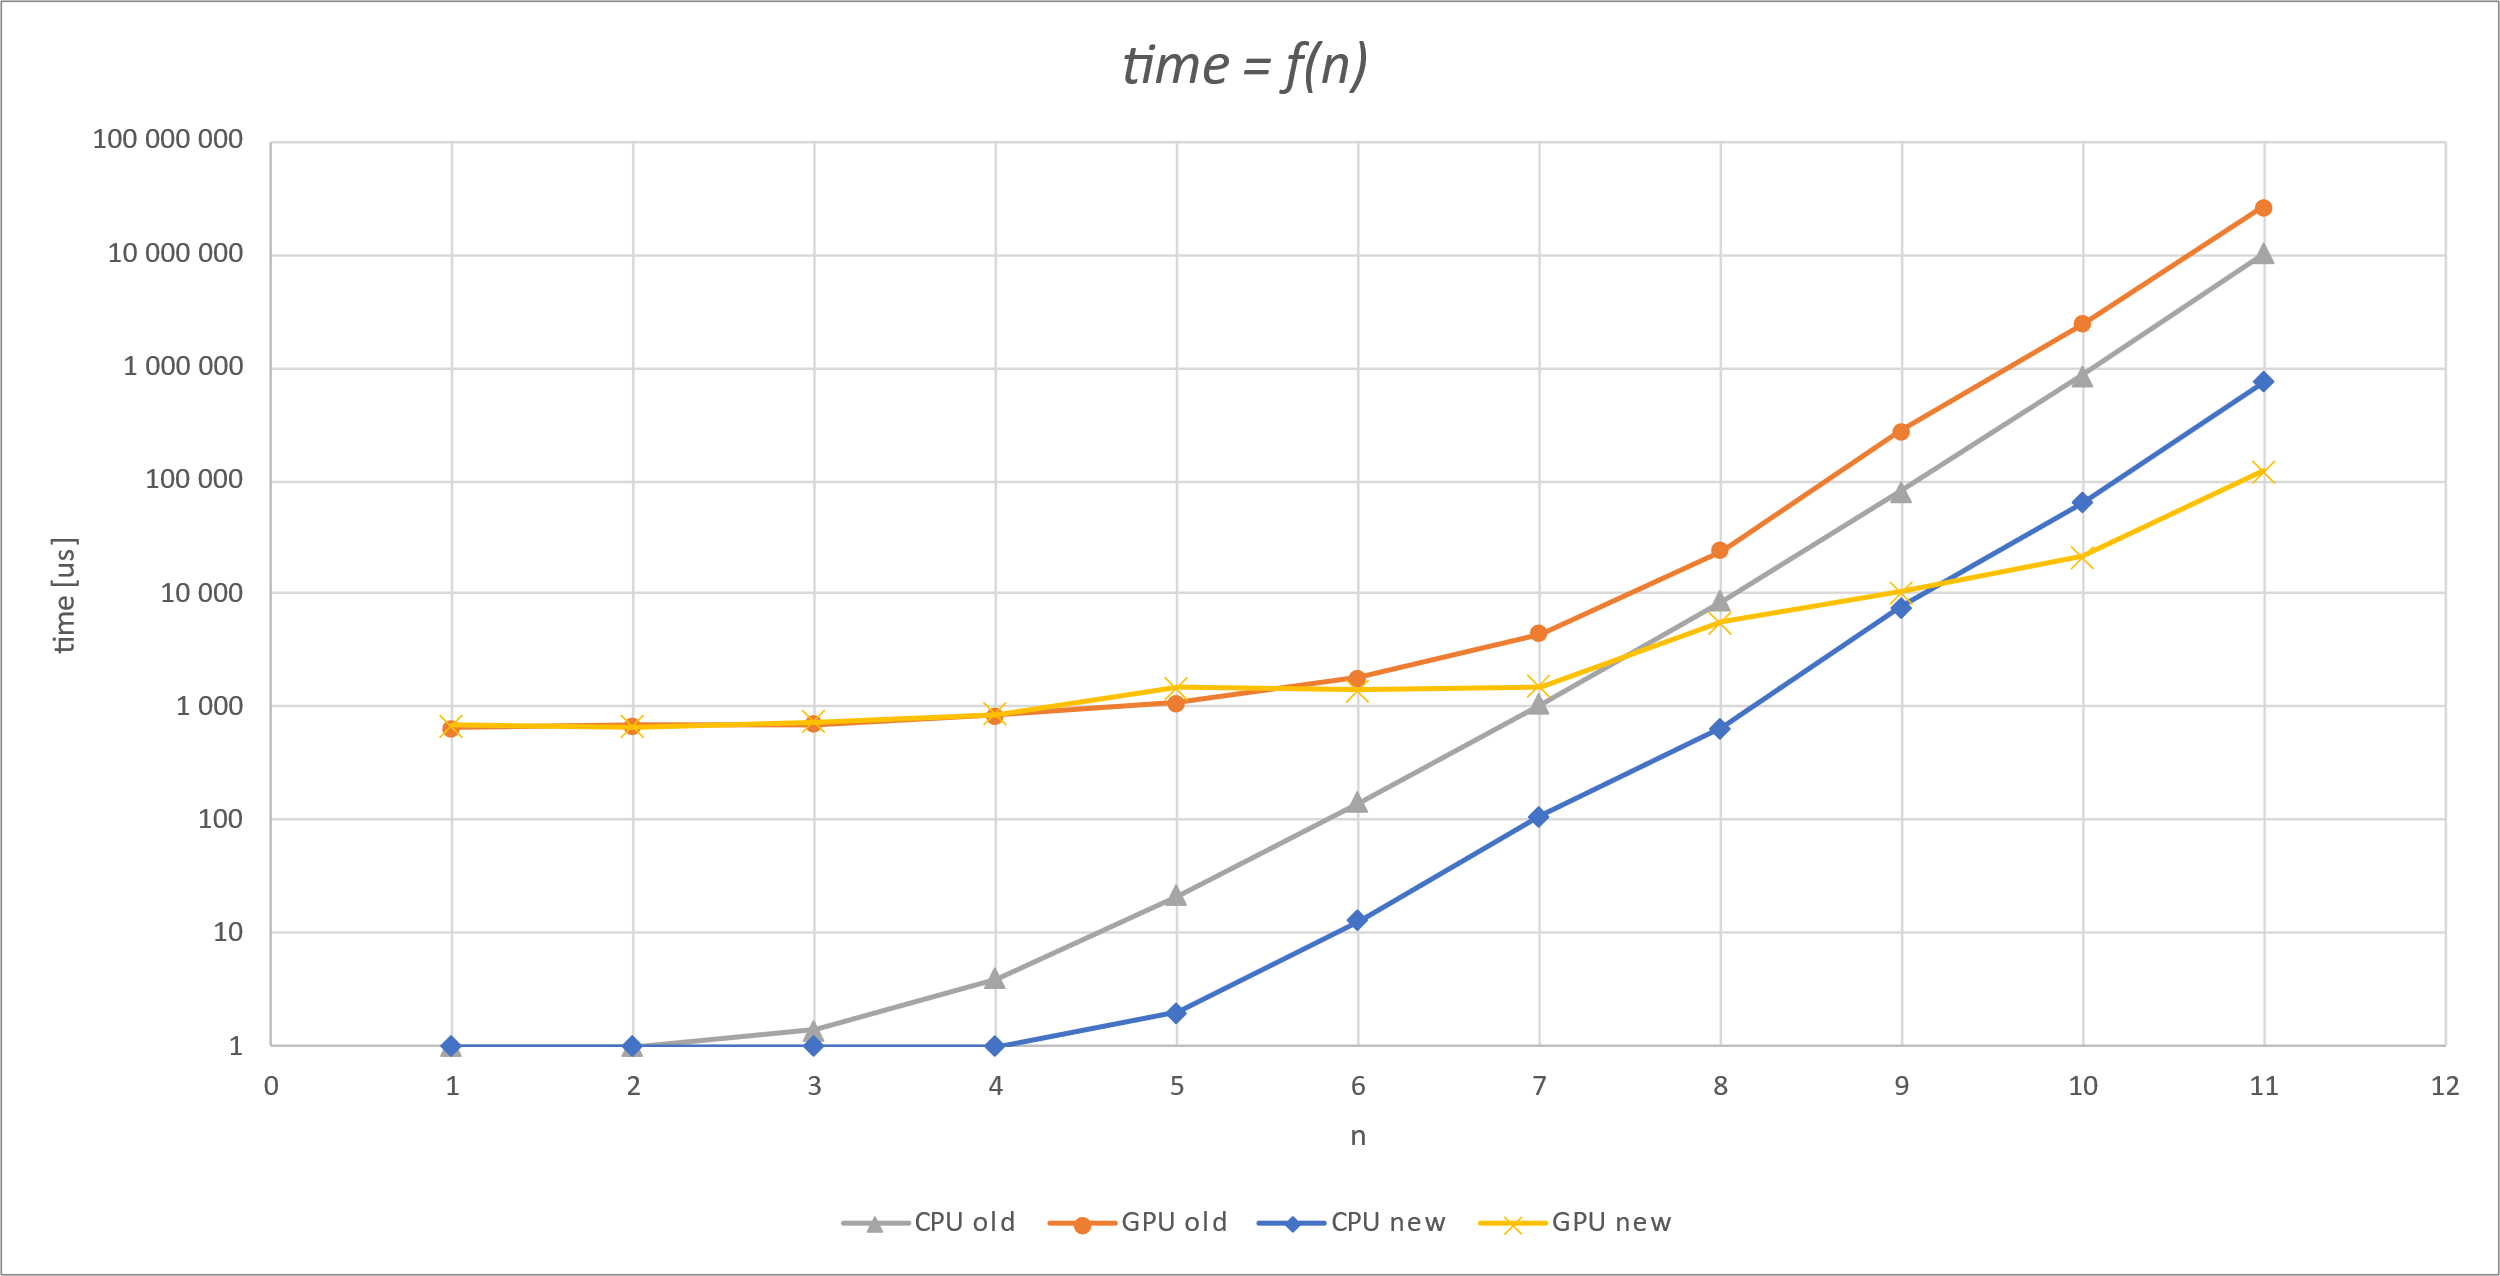 time = f(n)
100 000 000
10 000 000
1 000 000
100 000
10 000
1 000
100
10
1
time [us]
0 1 2 3 4 5 6 7 8 9 10 11 12
n
CPU old GPU old CPU new GPU new